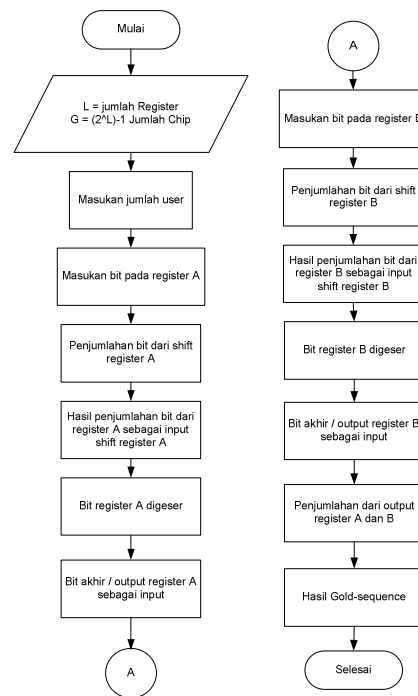 Mulai
L = jumlah Register
G = (2^L)-1 Jumlah Chip
Masukan jumlah user
Masukan bit pada register A
Penjumlahan bit dari shift
register A
Hasil penjumlahan bit dari
register A sebagai input
shift register A
Bit register A digeser
Bit akhir / output register A
sebagai input
A
A
Masukan bit pada register B
Penjumlahan bit dari shift
register B
Hasil penjumlahan bit dari
register B sebagai input
shift register B
Bit register B digeser
Bit akhir / output register B
sebagai input
Penjumlahan dari output
register A dan B
Hasil Gold-sequence
Selesai